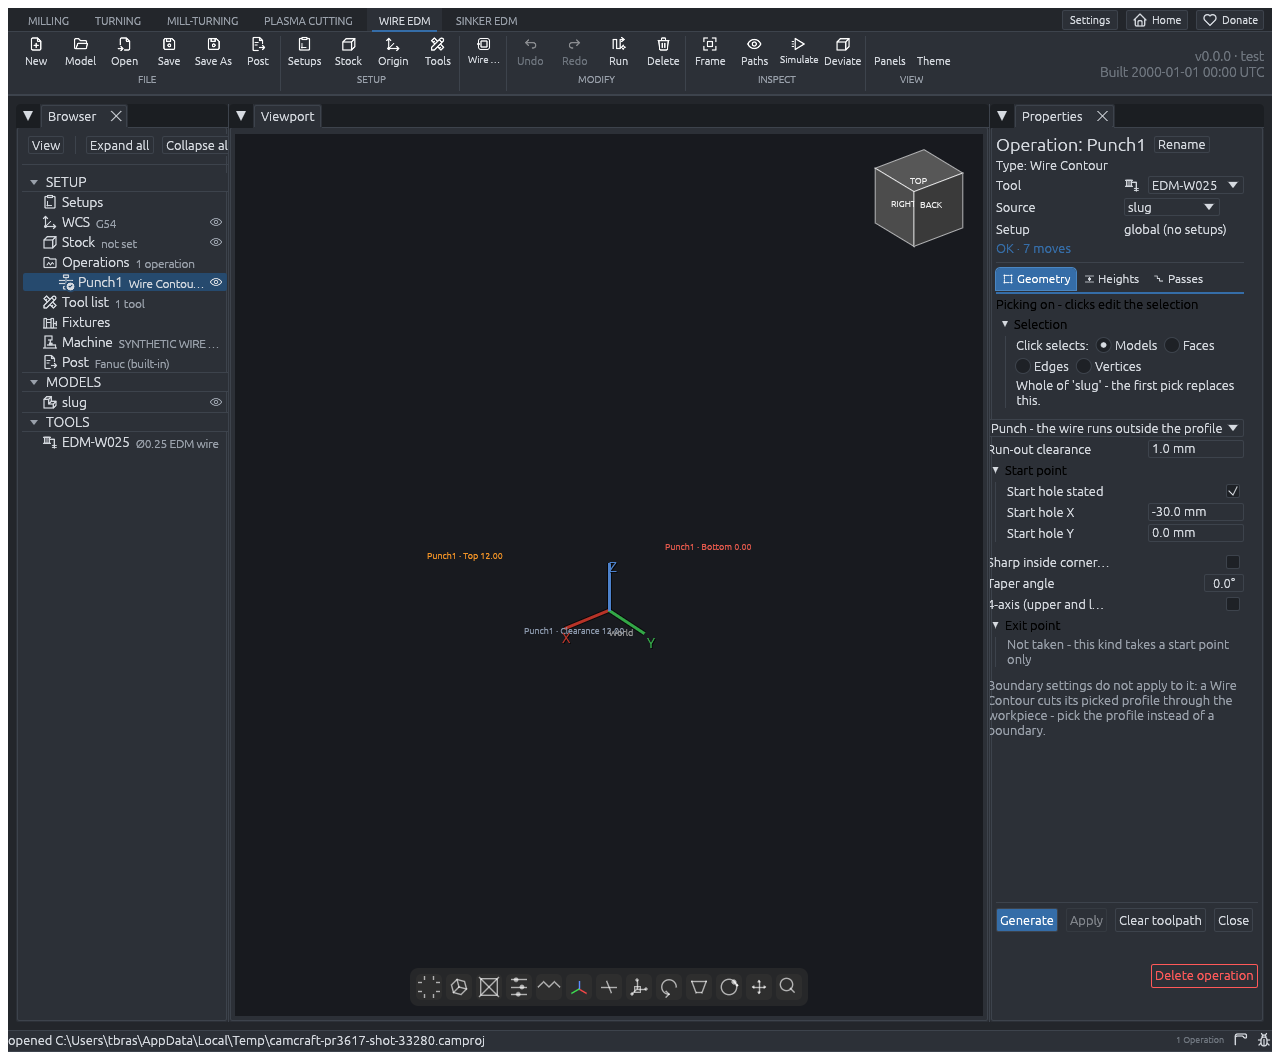 MILLING TURNING MILL-TURNING PLASMA CUTTING WIRE EDM SINKER EDM Settings Home Donate
New Model Open Save Save As Post Setups Stock Origin Tools Wire ... Undo Redo Run Delete Frame Paths Simulate Deviate Panels Theme
FILE SETUP MODIFY INSPECT VIEW
v0.0.0 · test
Built 2000-01-01 00:00 UTC
Browser
View Expand all Collapse al
SETUP
Setups
WCS G54
Stock not set
Operations 1 operation
Punch1 Wire Contou...
Tool list 1 tool
Fixtures
Machine SYNTHETIC WIRE ...
Post Fanuc (built-in)
MODELS
slug
TOOLS
EDM-W025 Ø0.25 EDM wire
Viewport
TOP
RIGHT BACK
Punch1 · Top 12.00
Punch1 · Bottom 0.00
Z
Punch1 · Clearance 12.00
World
X
Y
Properties
Operation: Punch1 Rename
Type: Wire Contour
Tool EDM-W025
Source slug
Setup global (no setups)
OK · 7 moves
Geometry Heights Passes
Picking on - clicks edit the selection
Selection
Click selects: Models Faces
Edges Vertices
Whole of 'slug' - the first pick replaces
this.
Punch - the wire runs outside the profile
Run-out clearance 1.0 mm
Start point
Start hole stated
Start hole X -30.0 mm
Start hole Y 0.0 mm
Sharp inside corner...
Taper angle 0.0°
4-axis (upper and l...
Exit point
Not taken - this kind takes a start point
only
Boundary settings do not apply to it: a Wire
Contour cuts its picked profile through the
workpiece - pick the profile instead of a
boundary.
Generate Apply Clear toolpath Close
Delete operation
opened C:\Users\tbras\AppData\Local\Temp\camcraft-pr3617-shot-33280.camproj
1 Operation